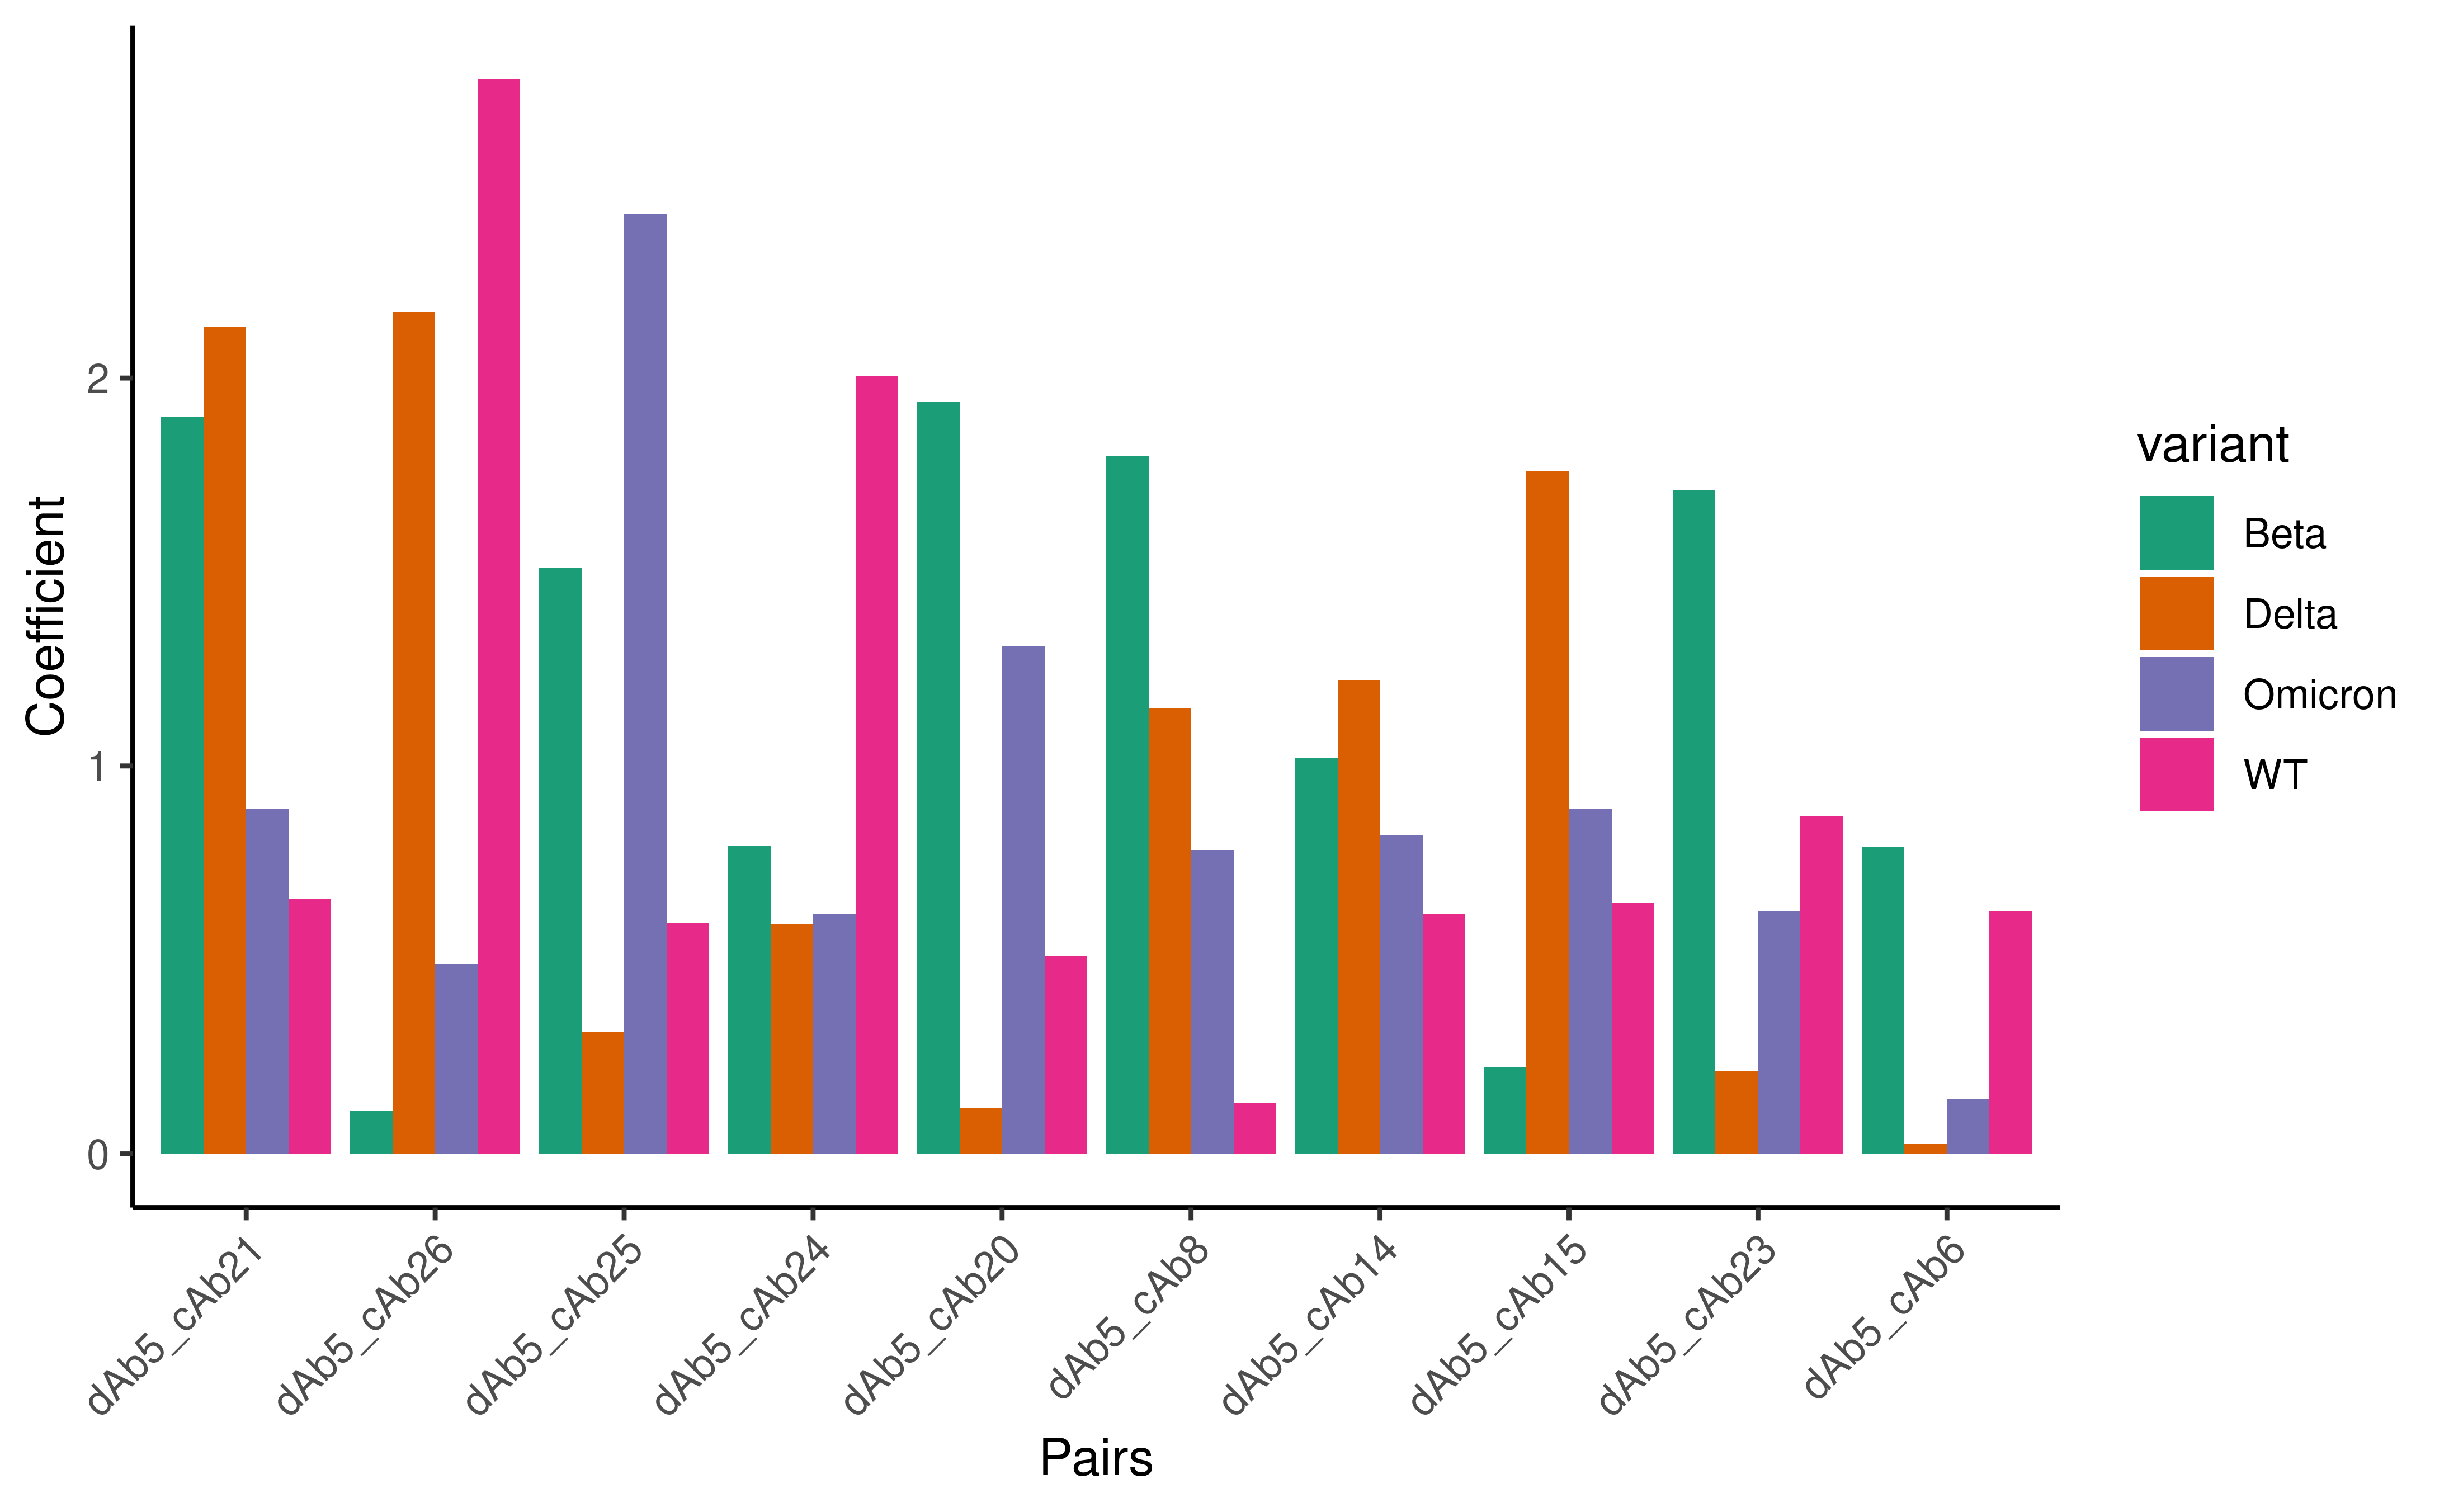 Coefficient
2
1
0
dAb5_cAb21
dAb5_cAb26
dAb5_cAb25
dAb5_cAb24
dAb5_cAb20
dAb5_cAb8
dAb5_cAb14
dAb5_cAb15
dAb5_cAb23
dAb5_cAb6
Pairs
variant
Beta
Delta
Omicron
WT